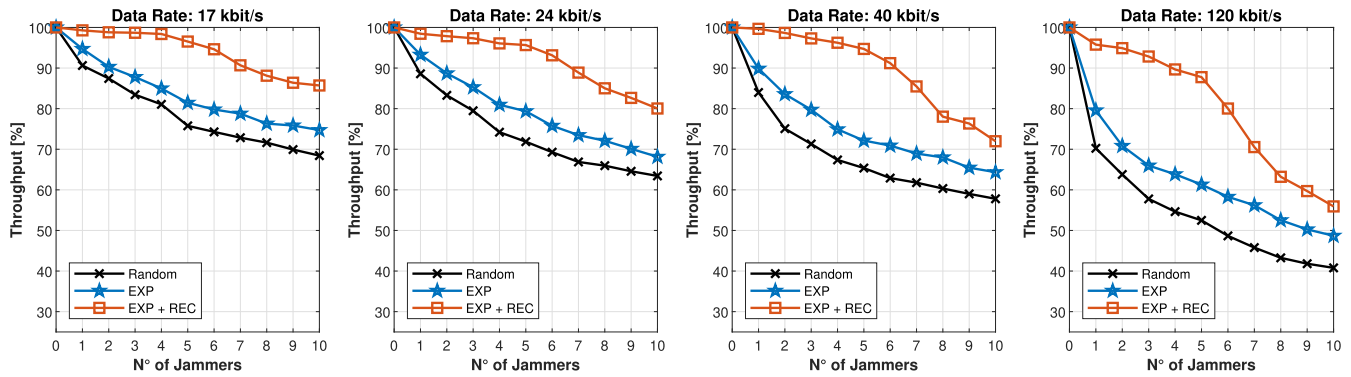 Data Rate: 17 kbit/s
Throughput [%]
100
90
80
70
60
50
40
30
Random
EXP
EXP + REC
0 1 2 3 4 5 6 7 8 9 10
N° of Jammers
Data Rate: 24 kbit/s
Throughput [%]
100
90
80
70
60
50
40
30
Random
EXP
EXP + REC
0 1 2 3 4 5 6 7 8 9 10
N° of Jammers
Data Rate: 40 kbit/s
Throughput [%]
100
90
80
70
60
50
40
30
Random
EXP
EXP + REC
0 1 2 3 4 5 6 7 8 9 10
N° of Jammers
Data Rate: 120 kbit/s
Throughput [%]
100
90
80
70
60
50
40
30
Random
EXP
EXP + REC
0 1 2 3 4 5 6 7 8 9 10
N° of Jammers